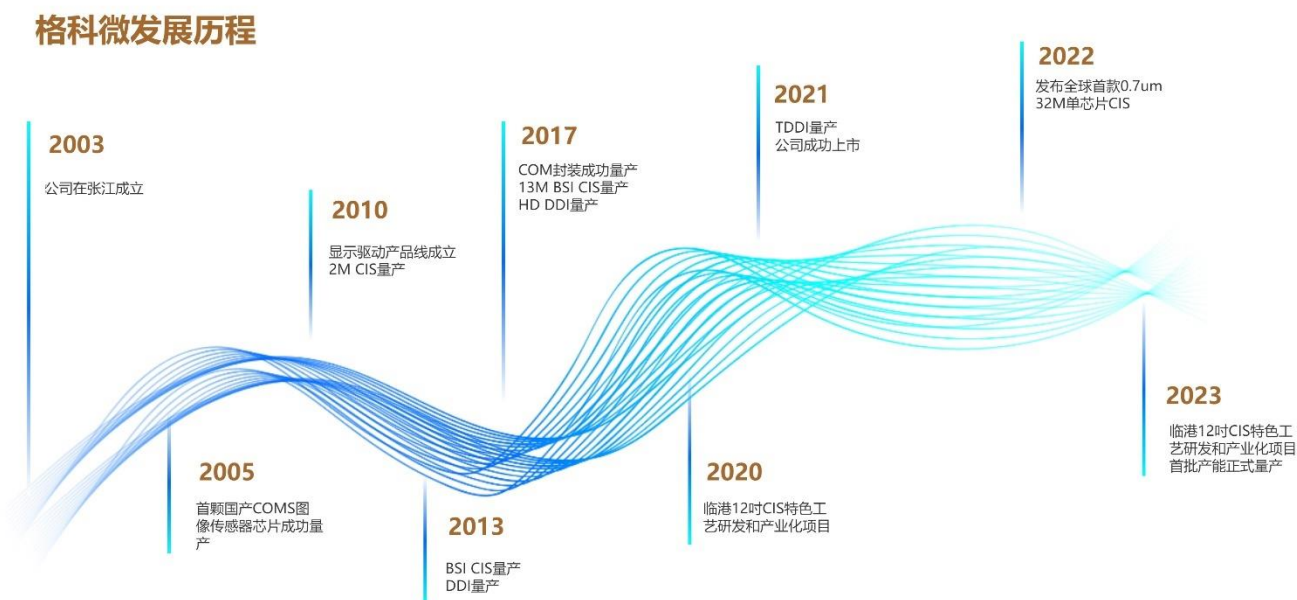 格科微发展历程
2003
公司在张江成立
2005
首颗国产COMS图
像传感器芯片成功量
产
2010
显示驱动产品线成立
2M CIS量产
2013
BSI CIS量产
DDI量产
2017
COM封装成功量产
13M BSI CIS量产
HD DDI量产
2020
临港12吋CIS特色工
艺研发和产业化项目
2021
TDDI量产
公司成功上市
2022
发布全球首款0.7um
32M单芯片CIS
2023
临港12吋CIS特色工
艺研发和产业化项目
首批产能正式量产